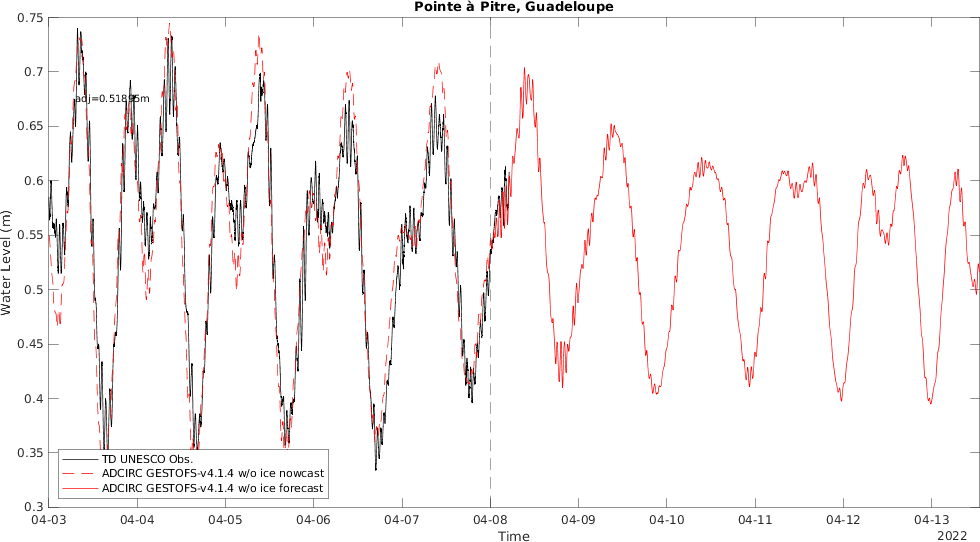 Pointe à Pitre, Guadeloupe
0.75
0.7
0.65
0.6
0.55
0.5
0.45
0.4
0.35
0.3
Water Level (m)
adj=0.51895m
TD UNESCO Obs.
ADCIRC GESTOFS-v4.1.4 w/o ice nowcast
ADCIRC GESTOFS-v4.1.4 w/o ice forecast
04-03 04-04 04-05 04-06 04-07 04-08 04-09 04-10 04-11 04-12 04-13
Time
2022